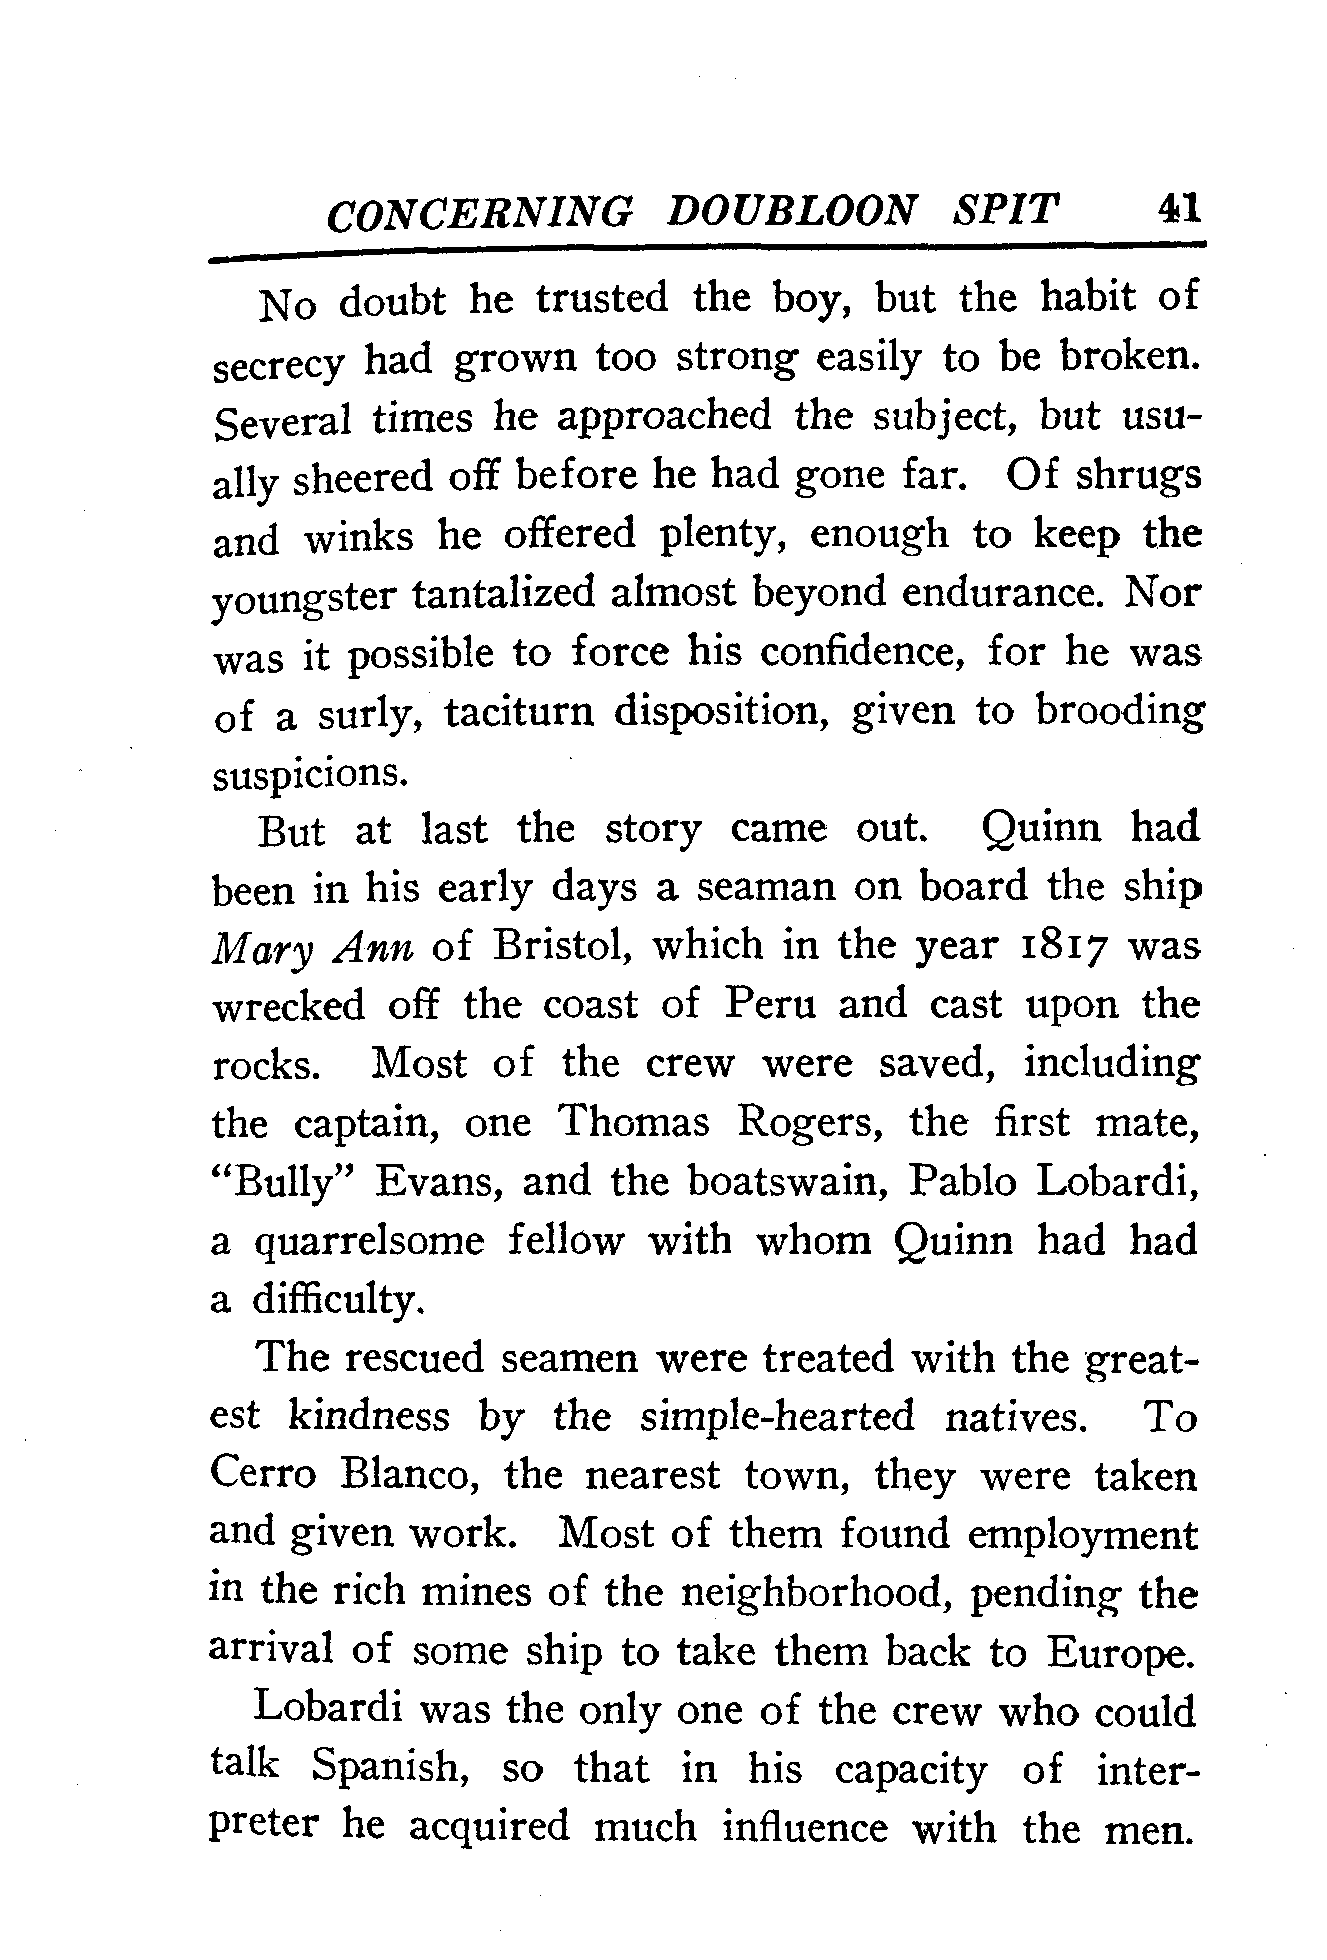 CONCERNING DOUBLOON SPIT 41
No doubt he trusted the boy, but the habit of
secrecy had grown too strong easily to be broken.
Several times he approached the subject, but usu-
ally sheered off before he had gone far. Of shrugs
and winks he offered plenty, enough to keep the
youngster tantalized almost beyond endurance. Nor
was it possible to force his confidence, for he was
of a surly, taciturn disposition, given to brooding
suspicions.
But at last the story came out. Quinn had
been in his early days a seaman on board the ship
Mary Ann of Bristol, which in the year 1817 was
wrecked off the coast of Peru and cast upon the
rocks. Most of the crew were saved, including
the captain, one Thomas Rogers, the first mate,
“Bully” Evans, and the boatswain, Pablo Lobardi,
a quarrelsome fellow with whom Quinn had had
a difficulty.
The rescued seamen were treated with the great-
est kindness by the simple-hearted natives. To
Cerro Blanco, the nearest town, they were taken
and given work. Most of them found employment
in the rich mines of the neighborhood, pending the
arrival of some ship to take them back to Europe.
Lobardi was the only one of the crew who could
talk Spanish, so that in his capacity of inter-
preter he acquired much influence with the men.